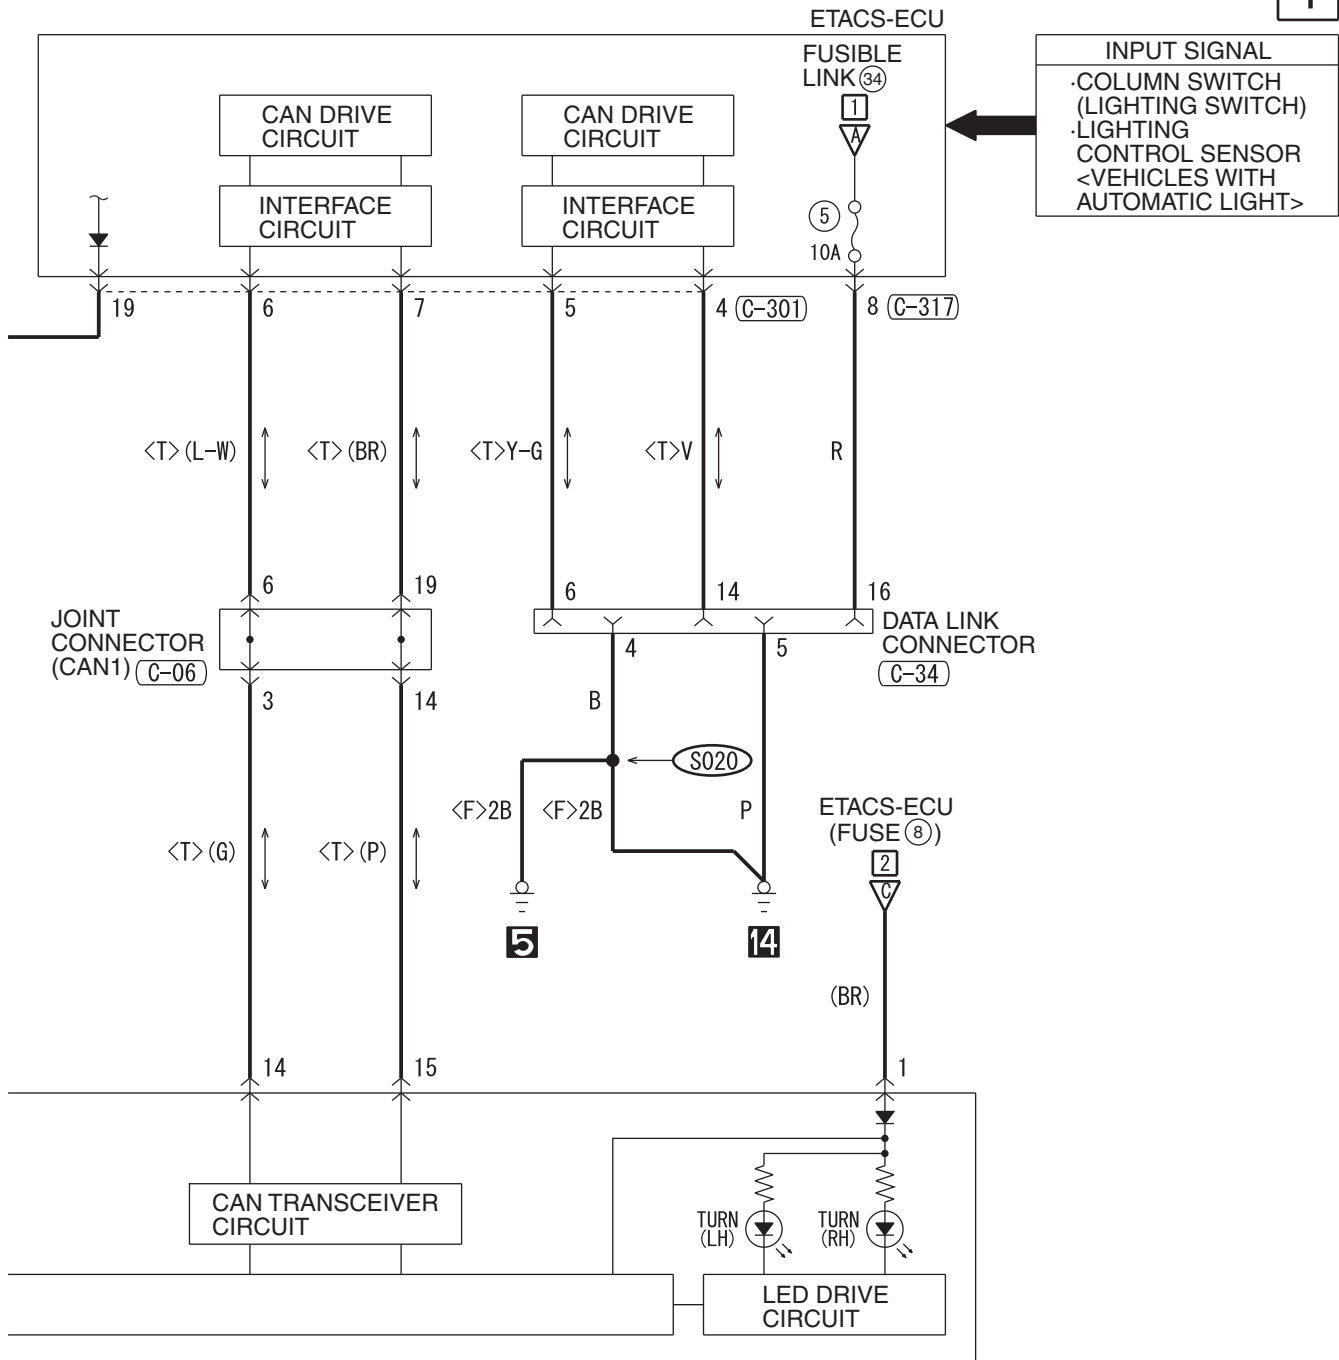 ETACS-ECU
FUSIBLE
LINK 34
1
A
5
10A
INPUT SIGNAL
·COLUMN SWITCH
(LIGHTING SWITCH)
·LIGHTING
CONTROL SENSOR
<VEHICLES WITH
AUTOMATIC LIGHT>
CAN DRIVE
CIRCUIT
CAN DRIVE
CIRCUIT
INTERFACE
CIRCUIT
INTERFACE
CIRCUIT
19 6 7 5 4 C-301 8 C-317
<T>(L-W) <T>(BR) <T>Y-G <T>V R
6 19 6 14 16
JOINT
CONNECTOR
(CAN1) C-06
DATA LINK
CONNECTOR
C-34
4 5
3 14
B
S020
<F>2B <F>2B P
ETACS-ECU
(FUSE 8)
2
C
<T>(G) <T>(P)
5 14
(BR)
14 15 1
CAN TRANSCEIVER
CIRCUIT
TURN
(LH)
TURN
(RH)
LED DRIVE
CIRCUIT